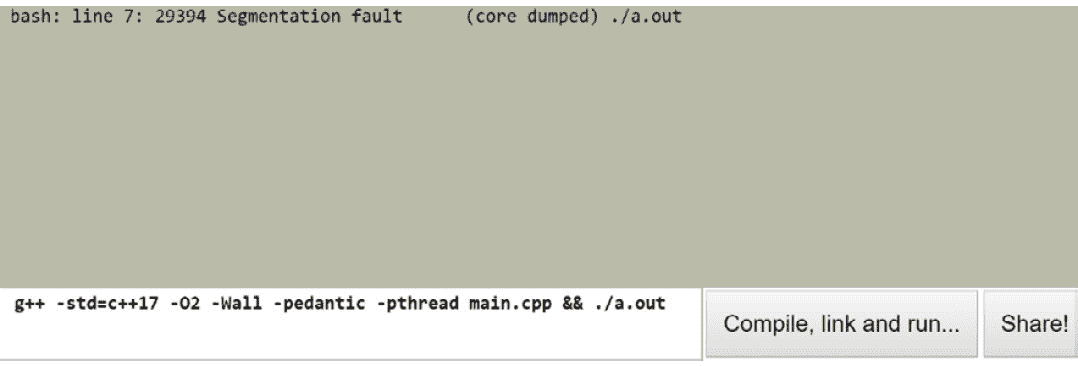 bash: line 7: 29394 Segmentation fault      (core dumped) ./a.out
g++ -std=c++17 -O2 -Wall -pedantic -pthread main.cpp && ./a.out
Compile, link and run...
Share!